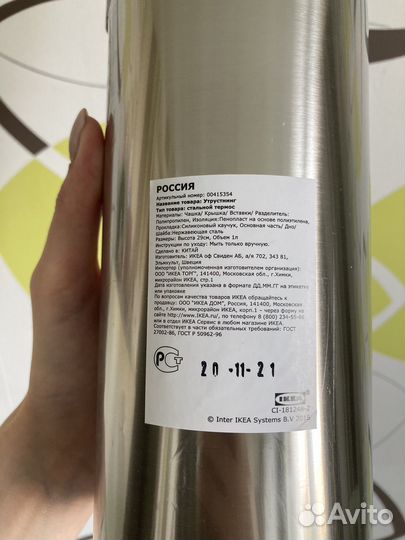 РОССИЯ
Артикульный номер: 00415354
Название товара: Утрустнинг
Тип товара: стальной термос
Материалы: Чашка/ Крышка/ Вставки/ Разделитель:
Полипропилен, Изоляция:Пенопласт на основе полиэтилена,
Прокладка:Силиконовый каучук, Основная часть/ Дно/
Шайба:Нержавеющая сталь
Размеры: Высота 29см, Объем 1л
Инструкции по уходу: Мыть только вручную.
Сделано в: КИТАЙ
Изготовитель: ИКЕА оф Свиден АБ, а/я 702, 343 81,
Эльмхульт, Швеция
Импортер (уполномоченная изготовителем организация):
ООО "ИКЕА ТОРГ", 141400, Московская обл., г.Химки,
микрорайон ИКЕА, стр.1
Дата изготовления указана в формате ДД.ММ.ГГ на этикетке
или упаковке
По вопросам качества товаров ИКЕА обращайтесь к
продавцу: ООО "ИКЕА ДОМ", Россия, 141400, Московская
обл., г.Химки, микрорайон ИКЕА, корп.1 – через форму на
сайте http://www.IKEA.ru/, по телефону 8 (800) 234-55-66
или в отдел ИКЕА Сервис в любом магазине ИКЕА.
Соответствует в части обязательных требований: ГОСТ
27002-86, ГОСТ Р 50962-96
РСТ
20 -11- 21
IKEA
© Inter IKEA Systems B.V 2015
Avito